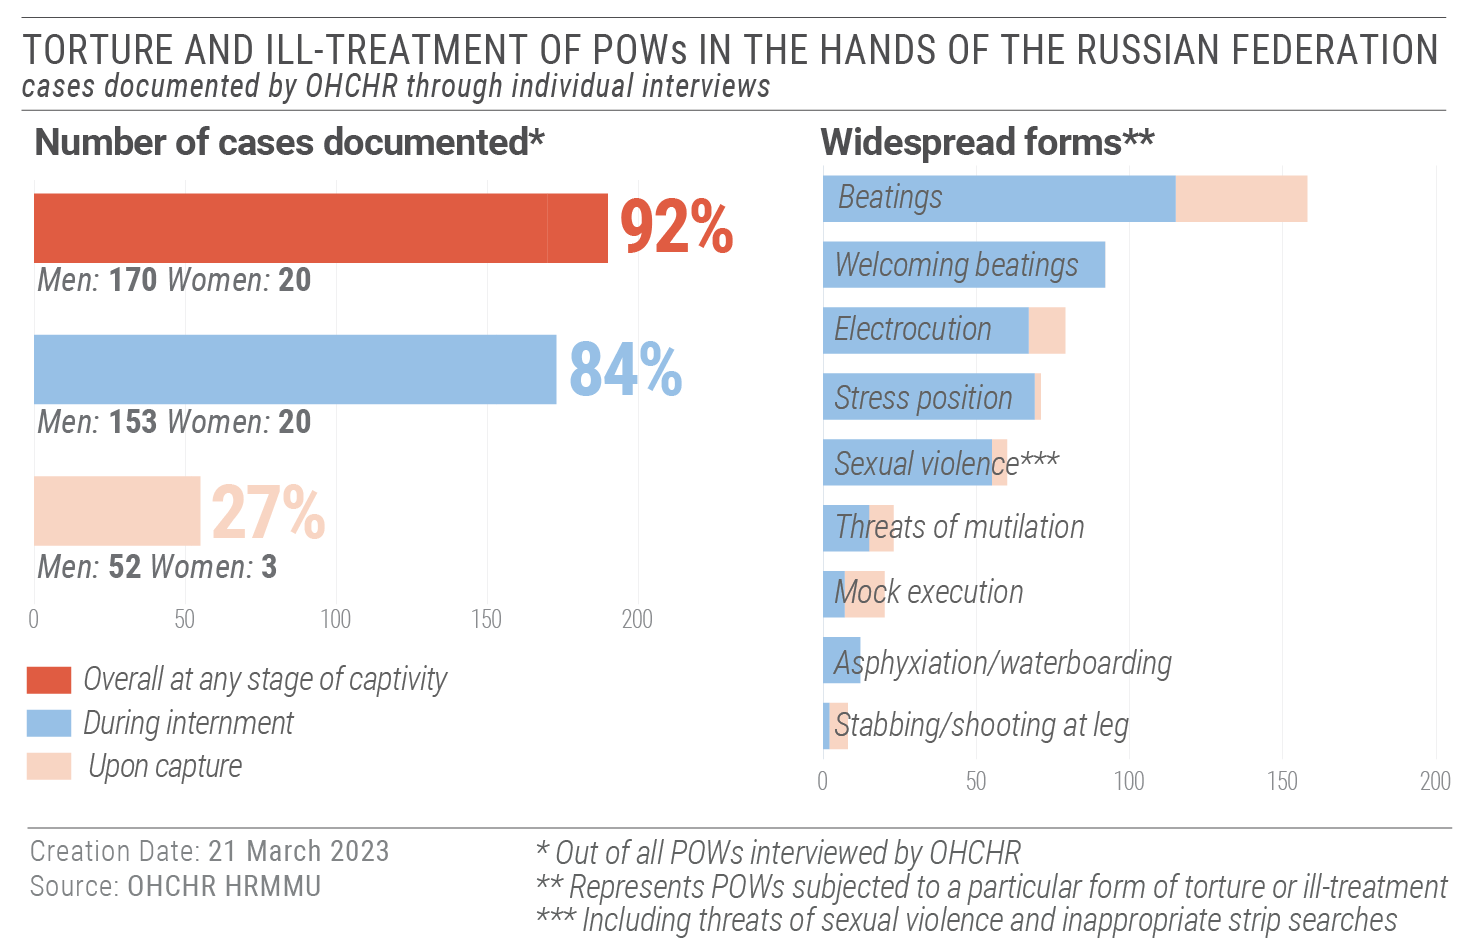 TORTURE AND ILL-TREATMENT OF POWs IN THE HANDS OF THE RUSSIAN FEDERATION
cases documented by OHCHR through individual interviews
Number of cases documented*
92%
Men: 170 Women: 20
84%
Men: 153 Women: 20
27%
Men: 52 Women: 3
0 50 100 150 200
Overall at any stage of captivity
During internment
Upon capture
Widespread forms**
Beatings
Welcoming beatings
Electrocution
Stress position
Sexual violence***
Threats of mutilation
Mock execution
Asphyxiation/waterboarding
Stabbing/shooting at leg
0 50 100 150 200
Creation Date: 21 March 2023
Source: OHCHR HRMMU
* Out of all POWs interviewed by OHCHR
** Represents POWs subjected to a particular form of torture or ill-treatment
*** Including threats of sexual violence and inappropriate strip searches